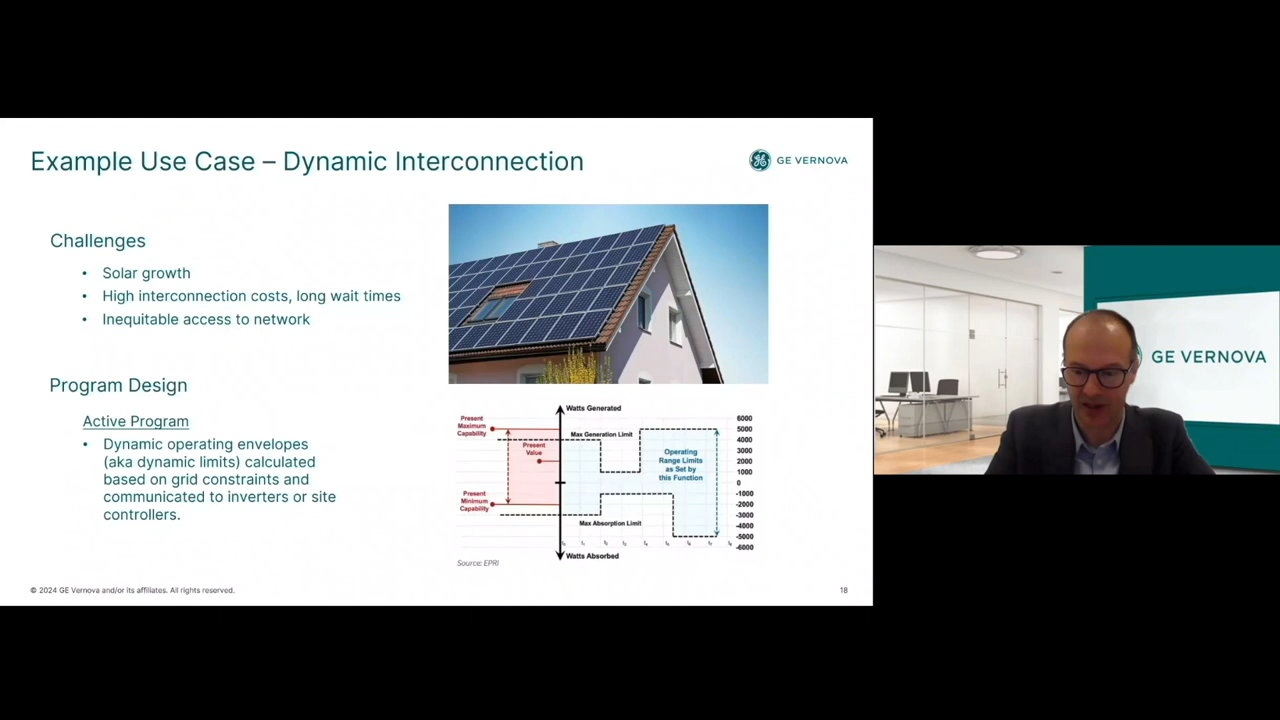 Example Use Case – Dynamic Interconnection
GE VERNOVA
Challenges
• Solar growth
• High interconnection costs, long wait times
• Inequitable access to network
Program Design
Active Program
• Dynamic operating envelopes
(aka dynamic limits) calculated
based on grid constraints and
communicated to inverters or site
controllers.
Watts Generated
Present
Maximum
Capability
Max Generation Limit
Present
Value
Operating
Range Limits
as Set by
this Function
Present
Minimum
Capability
Max Absorption Limit
6000
5000
4000
3000
2000
1000
0
-1000
-2000
-3000
-4000
-5000
-6000
Watts Absorbed
Source: EPRI
© 2024 GE Vernova and/or its affiliates. All rights reserved.
18
GE VERNOVA